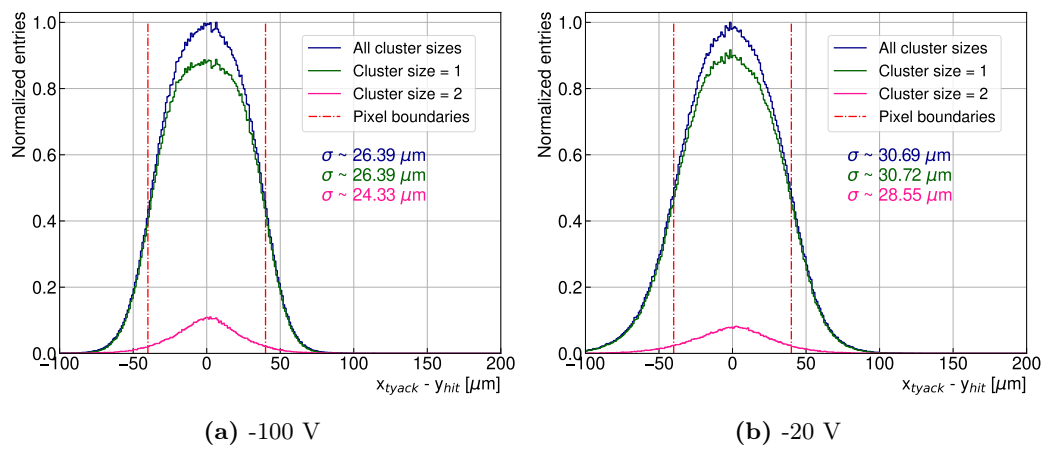 Normalized entries
1.0
0.8
0.6
0.4
0.2
0.0
All cluster sizes
Cluster size = 1
Cluster size = 2
Pixel boundaries
σ ~ 26.39 μm
σ ~ 26.39 μm
σ ~ 24.33 μm
−100 −50 0 50 100 150 200
x_tyack - y_hit [μm]
(a) -100 V
Normalized entries
1.0
0.8
0.6
0.4
0.2
0.0
All cluster sizes
Cluster size = 1
Cluster size = 2
Pixel boundaries
σ ~ 30.69 μm
σ ~ 30.72 μm
σ ~ 28.55 μm
−100 −50 0 50 100 150 200
x_tyack - y_hit [μm]
(b) -20 V